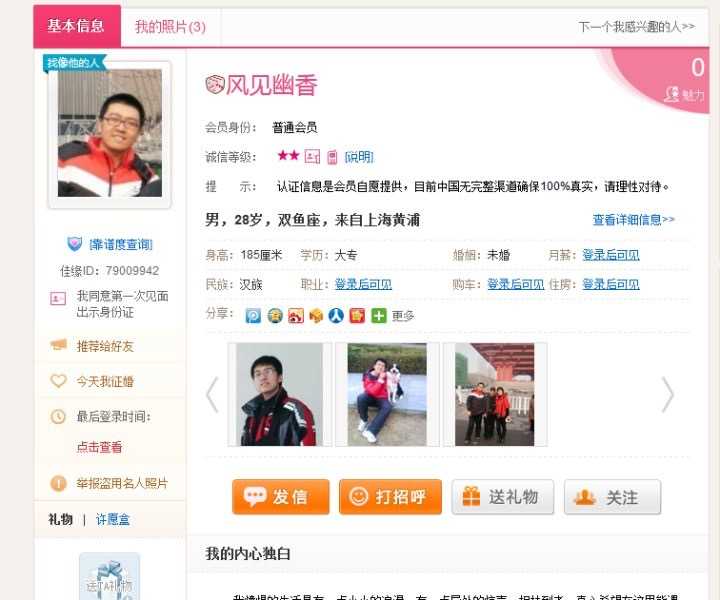 基本信息 我的照片(3) 下一个我感兴趣的人>>
找像他的人
0
魅力
风见幽香
会员身份： 普通会员
诚信等级： [说明]
提 示： 认证信息是会员自愿提供，目前中国无完整渠道确保100%真实，请理性对待。
男，28岁，双鱼座，来自上海黄浦 查看详细信息>>
[靠谱度查询]
佳缘ID：79009942
我同意第一次见面
出示身份证
推荐给好友
今天我证婚
最后登录时间：
点击查看
举报盗用名人照片
礼物 | 许愿盒
送TA礼物
身高：185厘米 学历：大专 婚姻：未婚 月薪：登录后可见
民族：汉族 职业：登录后可见 购车：登录后可见 住房：登录后可见
分享： 更多
发信 打招呼 送礼物 关注
我的内心独白